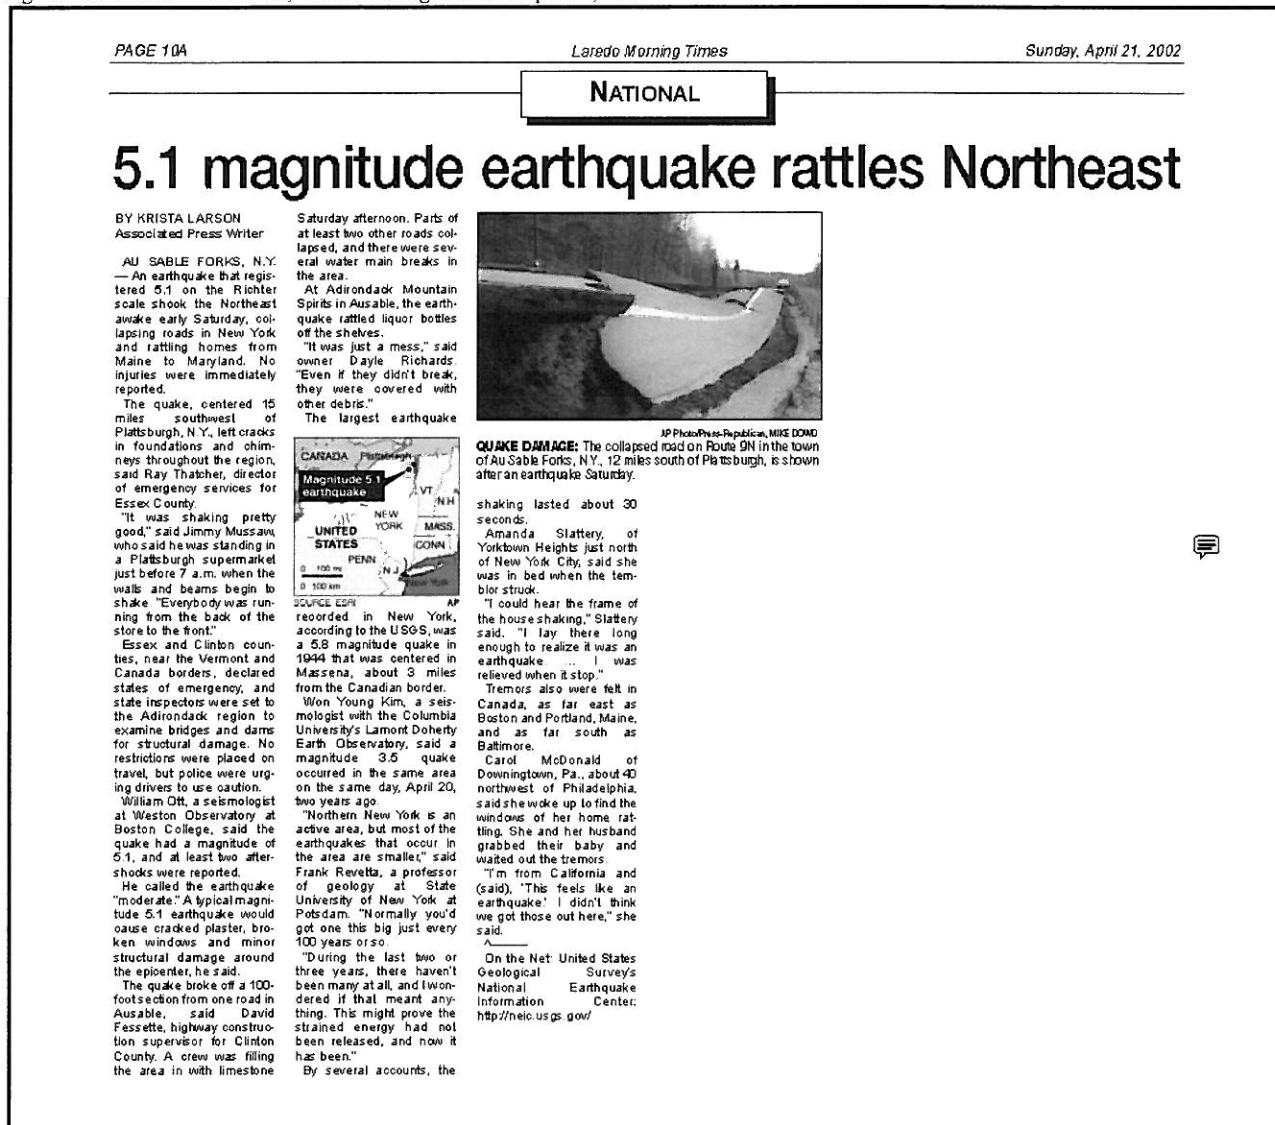 PAGE 10A
Laredo Morning Times
Sunday, April 21, 2002
NATIONAL
5.1 magnitude earthquake rattles Northeast
BY KRISTA LARSON
Associated Press Writer
AU SABLE FORKS, N.Y.
— An earthquake that regis-
tered 5.1 on the Richter
scale shook the Northeast
awake early Saturday, col-
lapsing roads in New York
and rattling homes from
Maine to Maryland. No
injuries were immediately
reported.
The quake, centered 15
miles southwest of
Plattsburgh, N.Y., left cracks
in foundations and chim-
neys throughout the region,
said Ray Thatcher, director
of emergency services for
Essex County.
"It was shaking pretty
good," said Jimmy Mussaw,
who said he was standing in
a Plattsburgh supermarket
just before 7 a.m. when the
walls and beams begin to
shake. "Everybody was run-
ning from the back of the
store to the front."
Essex and Clinton coun-
ties, near the Vermont and
Canada borders, declared
states of emergency, and
state inspectors were set to
the Adirondack region to
examine bridges and dams
for structural damage. No
restrictions were placed on
travel, but police were urg-
ing drivers to use caution.
William Ott, a seismologist
at Weston Observatory at
Boston College, said the
quake had a magnitude of
5.1, and at least two after-
shocks were reported.
He called the earthquake
"moderate." A typical magni-
tude 5.1 earthquake would
cause cracked plaster, bro-
ken windows and minor
structural damage around
the epicenter, he said.
The quake broke off a 100-
foot section from one road in
Ausable, said David
Fessette, highway construc-
tion supervisor for Clinton
County. A crew was filling
the area in with limestone
Saturday afternoon. Parts of
at least two other roads col-
lapsed, and there were sev-
eral water main breaks in
the area.
At Adirondack Mountain
Spirits in Ausable, the earth-
quake rattled liquor bottles
off the shelves.
"It was just a mess," said
owner Dayle Richards.
"Even if they didn't break,
they were covered with
other debris."
The largest earthquake
CANADA
Plattsburgh
Magnitude 5.1
earthquake
VT
N.H
NEW
YORK
MASS.
UNITED
STATES
CONN
PENN
N.J
New York
0 100 mi
0 100 km
SOURCE ESRI
AP
recorded in New York,
according to the USGS, was
a 5.8 magnitude quake in
1944 that was centered in
Massena, about 3 miles
from the Canadian border.
Won Young Kim, a seis-
mologist with the Columbia
University's Lamont Doherty
Earth Observatory, said a
magnitude 3.5 quake
occurred in the same area
on the same day, April 20,
two years ago.
"Northern New York is an
active area, but most of the
earthquakes that occur in
the area are smaller," said
Frank Revetta, a professor
of geology at State
University of New York at
Potsdam. "Normally you'd
got one this big just every
100 years or so.
"During the last two or
three years, there haven't
been many at all, and I won-
dered if that meant any-
thing. This might prove the
strained energy had not
been released, and now it
has been."
By several accounts, the
AP Photo/Press-Republican, MIKE DOWD
QUAKE DAMAGE: The collapsed road on Route 9N in the town
of Au Sable Forks, N.Y., 12 miles south of Plattsburgh, is shown
after an earthquake Saturday.
shaking lasted about 30
seconds.
Amanda Slattery, of
Yorktown Heights just north
of New York City, said she
was in bed when the tem-
blor struck.
"I could hear the frame of
the house shaking," Slattery
said. "I lay there long
enough to realize it was an
earthquake ... I was
relieved when it stop."
Tremors also were felt in
Canada, as far east as
Boston and Portland, Maine,
and as far south as
Baltimore.
Carol McDonald of
Downingtown, Pa., about 40
northwest of Philadelphia,
said she woke up to find the
windows of her home rat-
tling. She and her husband
grabbed their baby and
waited out the tremors.
"I'm from California and
(said), 'This feels like an
earthquake.' I didn't think
we got those out here," she
said.
^
On the Net: United States
Geological Survey's
National Earthquake
Information Center:
http://neic.usgs.gov/